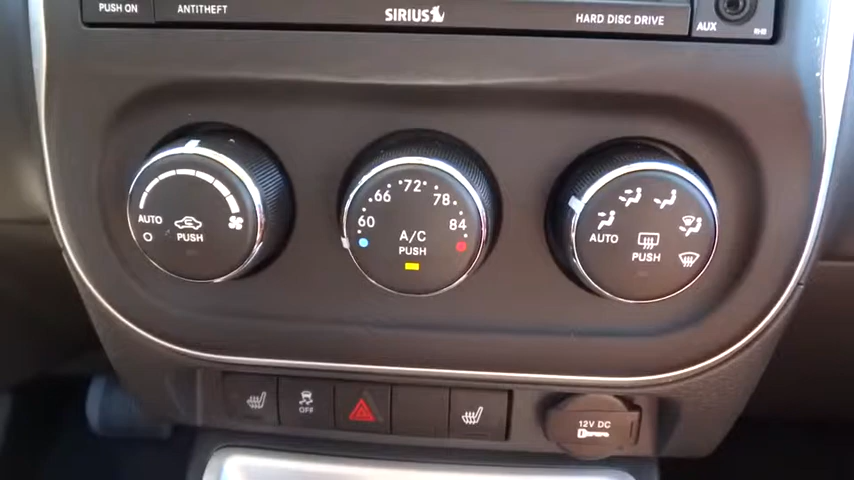 PUSH ON ANTITHEFT SIRIUS HARD DISC DRIVE AUX
AUTO
PUSH
60 66 72 78 84
A/C
PUSH
AUTO
PUSH
OFF
12V DC